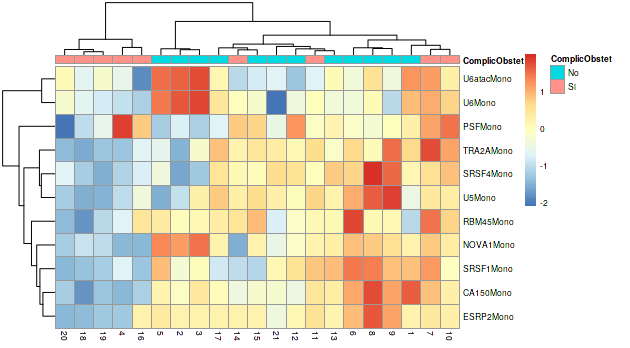 ComplicObstet
U6atacMono
U6Mono
PSFMono
TRA2AMono
SRSF4Mono
U5Mono
RBM45Mono
NOVA1Mono
SRSF1Mono
CA150Mono
ESRP2Mono
20 18 19 4 16 5 2 3 17 14 15 21 12 11 13 6 8 9 1 7 10
1
0
-1
-2
ComplicObstet
No
SI